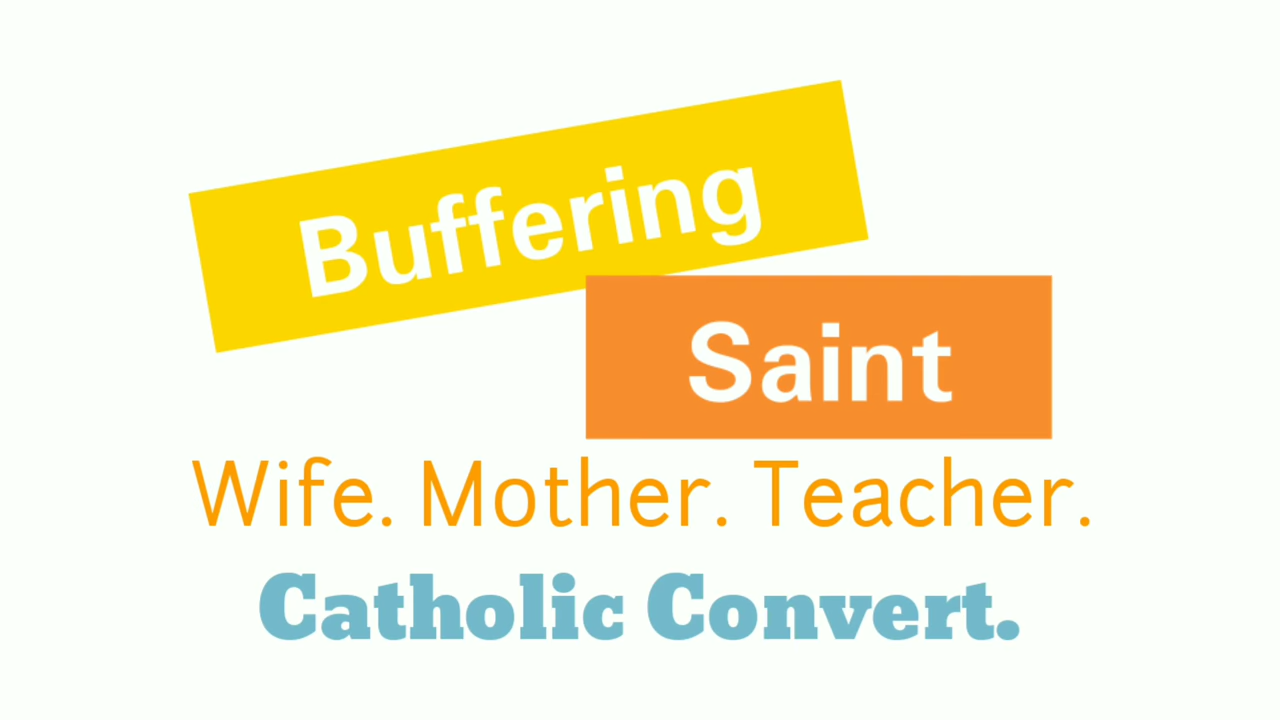 Buffering
Saint
Wife. Mother. Teacher.
Catholic Convert.